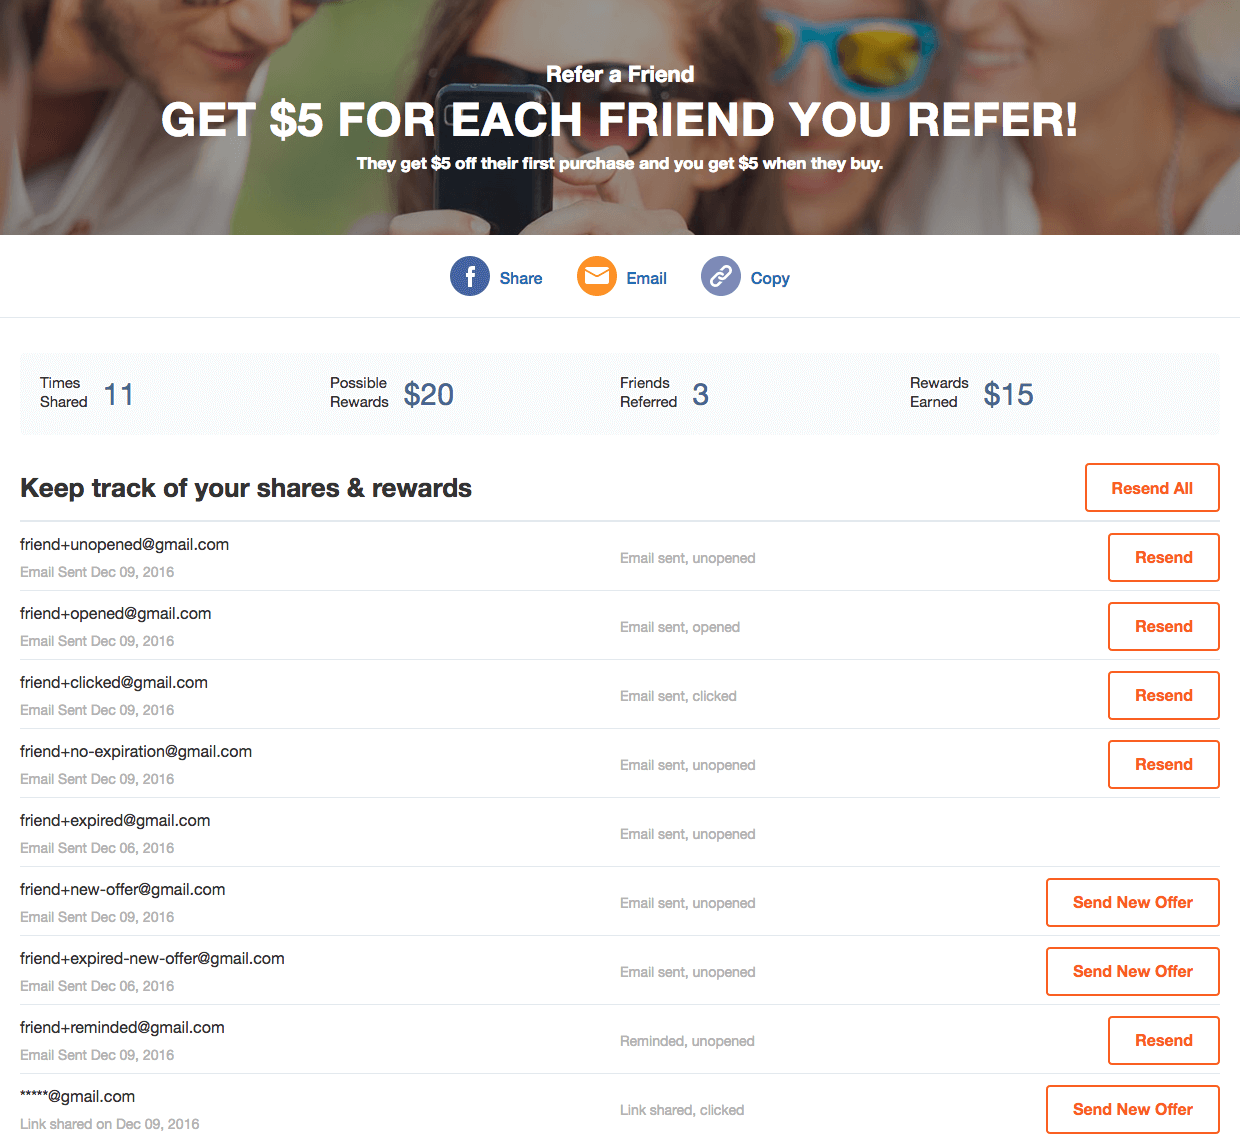 Refer a Friend
GET $5 FOR EACH FRIEND YOU REFER!
They get $5 off their first purchase and you get $5 when they buy.
Share Email Copy
Times Shared 11
Possible Rewards $20
Friends Referred 3
Rewards Earned $15
Keep track of your shares & rewards
Resend All
friend+unopened@gmail.com
Email Sent Dec 09, 2016
Email sent, unopened
Resend
friend+opened@gmail.com
Email Sent Dec 09, 2016
Email sent, opened
Resend
friend+clicked@gmail.com
Email Sent Dec 09, 2016
Email sent, clicked
Resend
friend+no-expiration@gmail.com
Email Sent Dec 09, 2016
Email sent, unopened
Resend
friend+expired@gmail.com
Email Sent Dec 06, 2016
Email sent, unopened
friend+new-offer@gmail.com
Email Sent Dec 09, 2016
Email sent, unopened
Send New Offer
friend+expired-new-offer@gmail.com
Email Sent Dec 06, 2016
Email sent, unopened
Send New Offer
friend+reminded@gmail.com
Email Sent Dec 09, 2016
Reminded, unopened
Resend
*****@gmail.com
Link shared on Dec 09, 2016
Link shared, clicked
Send New Offer